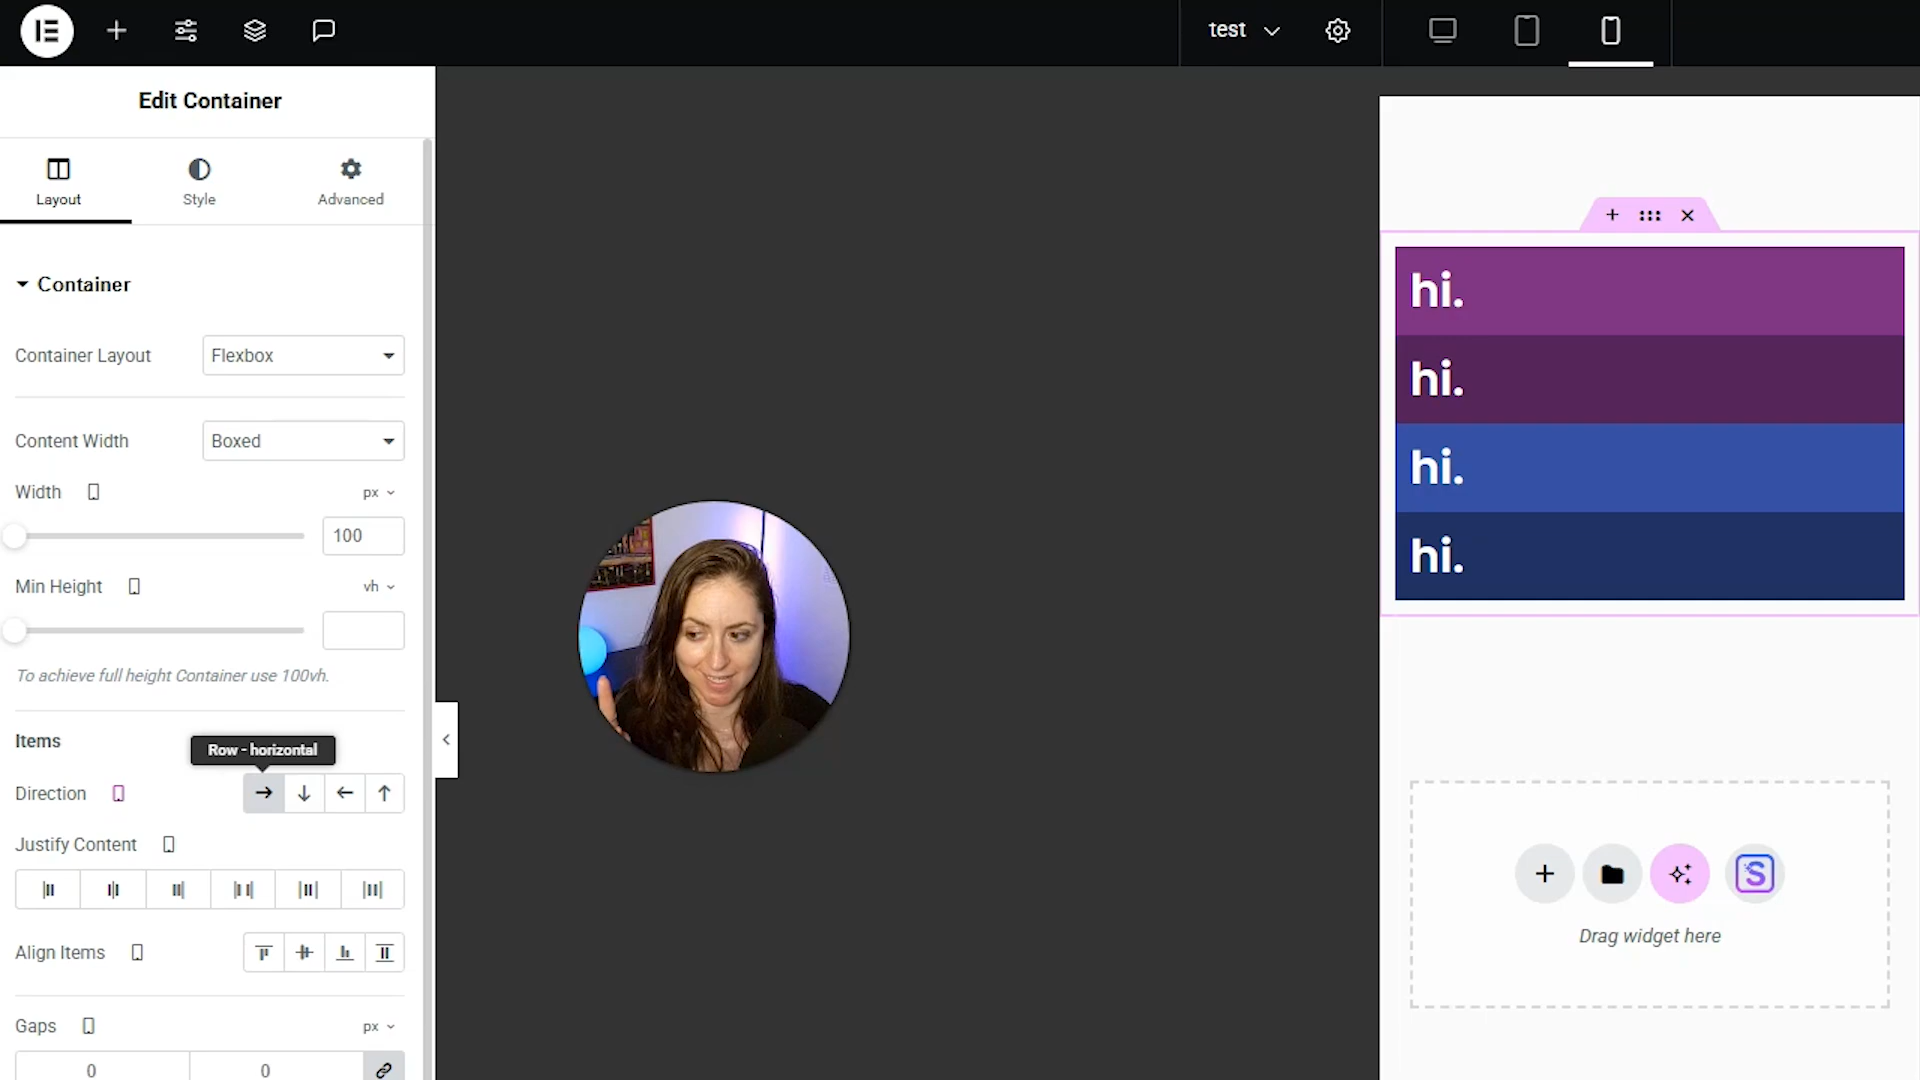 test
Edit Container
Layout
Style
Advanced
Container
Container Layout
Flexbox
Content Width
Boxed
Width
px
100
Min Height
vh
To achieve full height Container use 100vh.
Items
Row - horizontal
Direction
Justify Content
Align Items
Gaps
px
0
0
hi.
hi.
hi.
hi.
Drag widget here